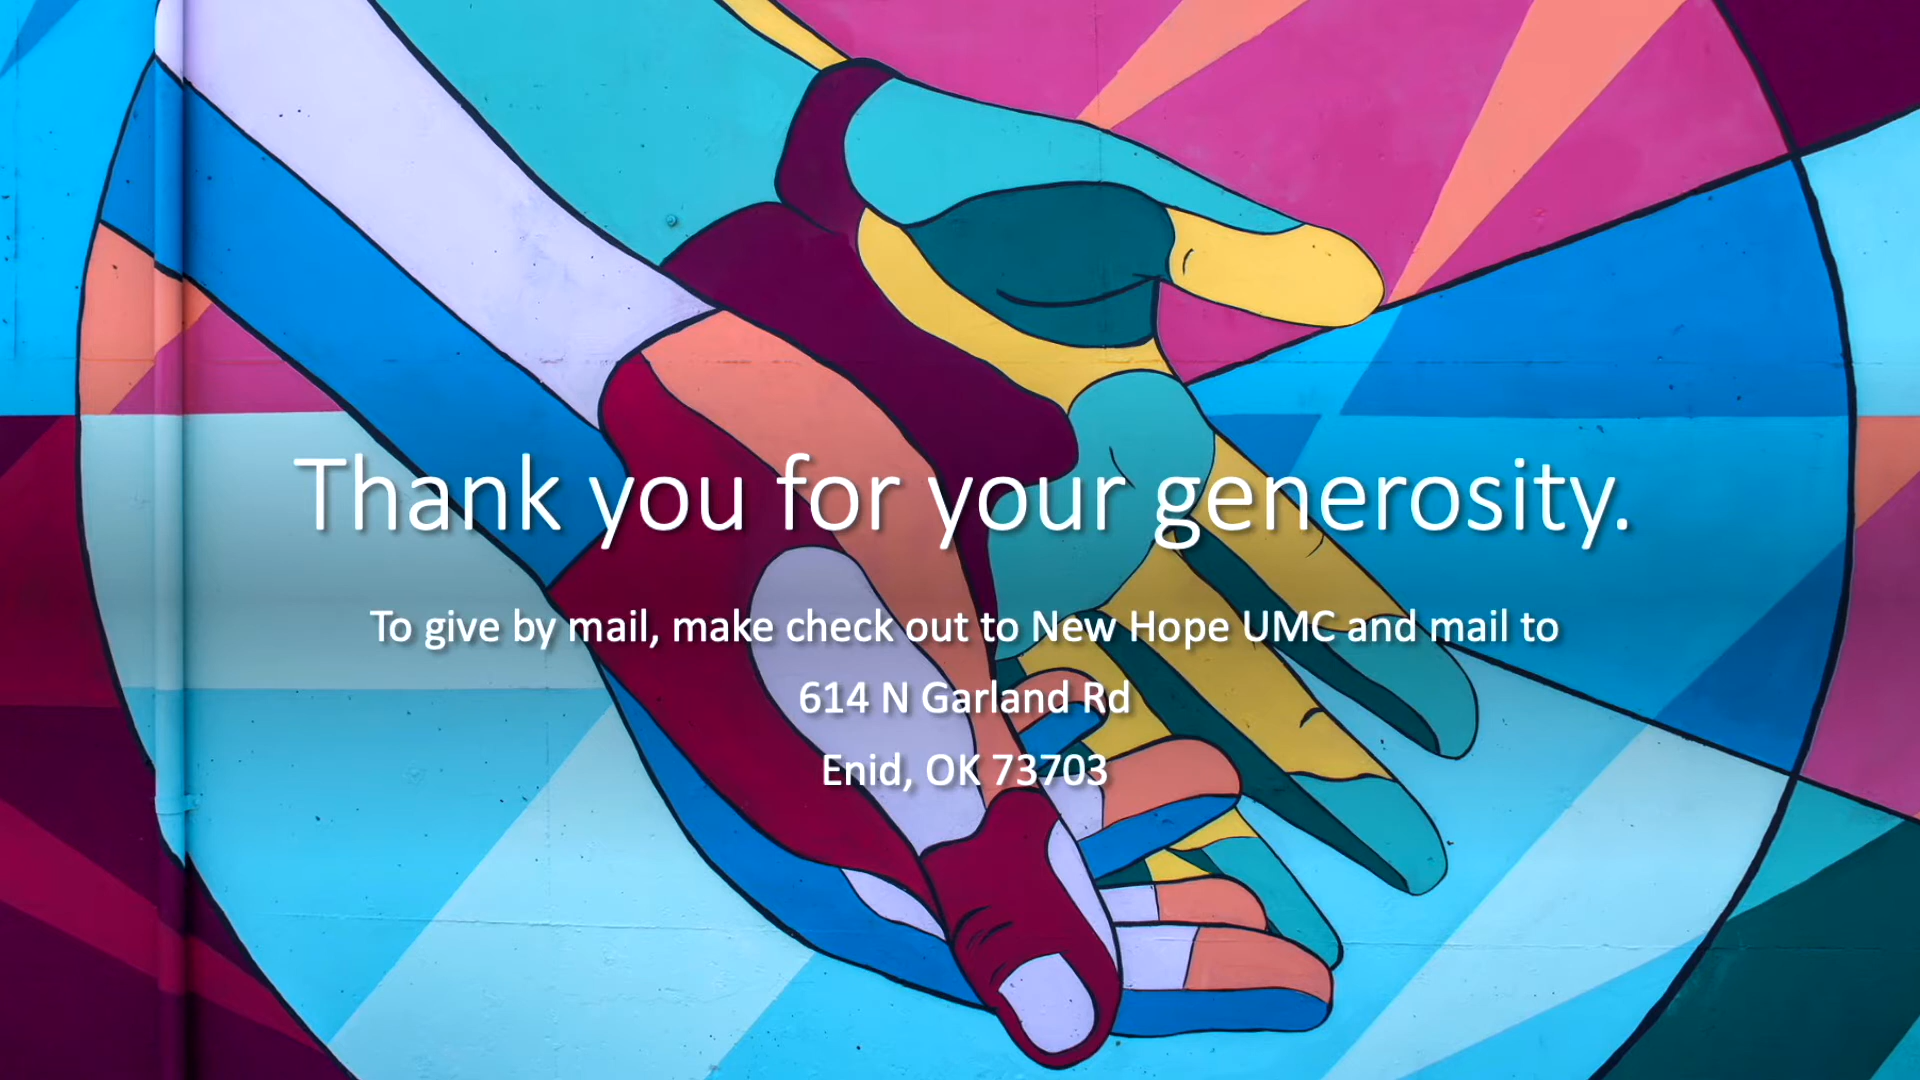 Thank you for your generosity.
To give by mail, make check out to New Hope UMC and mail to
614 N Garland Rd
Enid, OK 73703